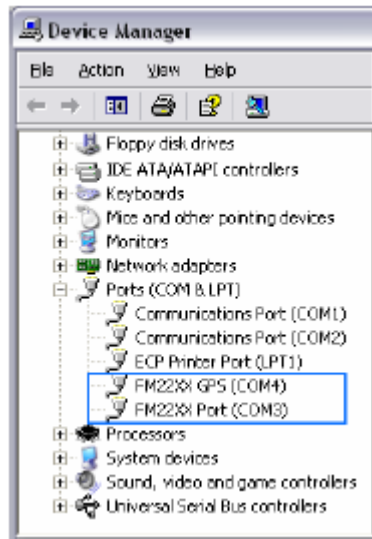 Device Manager
File Action View Help
Floppy disk drives
IDE ATA/ATAPI controllers
Keyboards
Mice and other pointing devices
Monitors
Network adapters
Ports (COM & LPT)
Communications Port (COM1)
Communications Port (COM2)
ECP Printer Port (LPT1)
FM22XX GPS (COM4)
FM22XX Port (COM3)
Processors
System devices
Sound, video and game controllers
Universal Serial Bus controllers